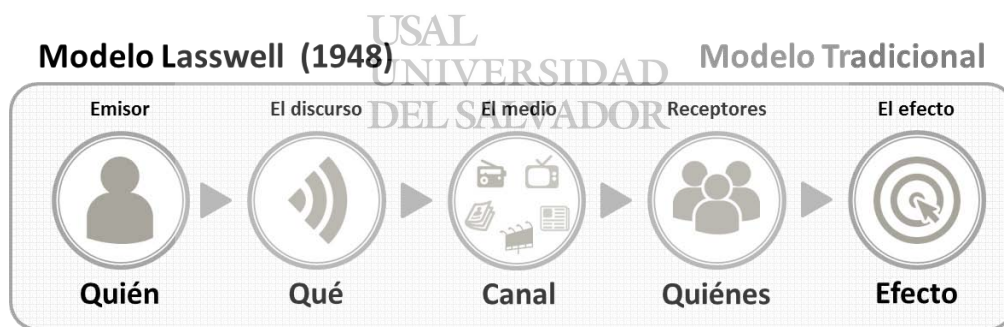 USAL
UNIVERSIDAD
DEL SALVADOR
Modelo Lasswell (1948)
Modelo Tradicional
Emisor
El discurso
El medio
Receptores
El efecto
Quién
Qué
Canal
Quiénes
Efecto